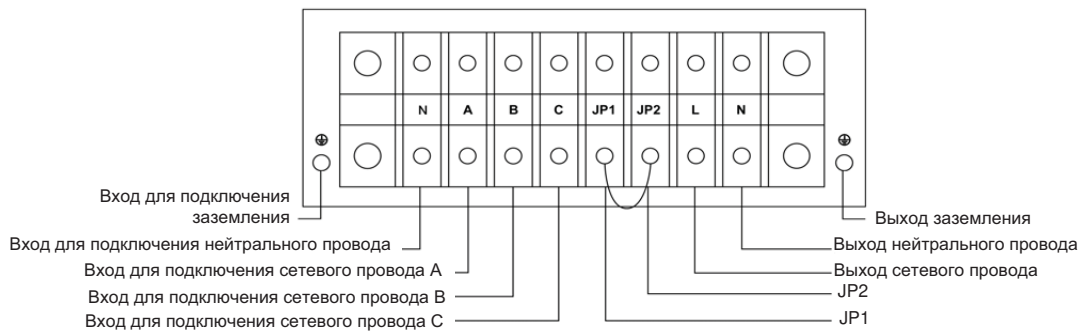 N A B C JP1 JP2 L N
Вход для подключения
заземления
Вход для подключения нейтрального провода
Вход для подключения сетевого провода A
Вход для подключения сетевого провода B
Вход для подключения сетевого провода C
Выход заземления
Выход нейтрального провода
Выход сетевого провода
JP2
JP1